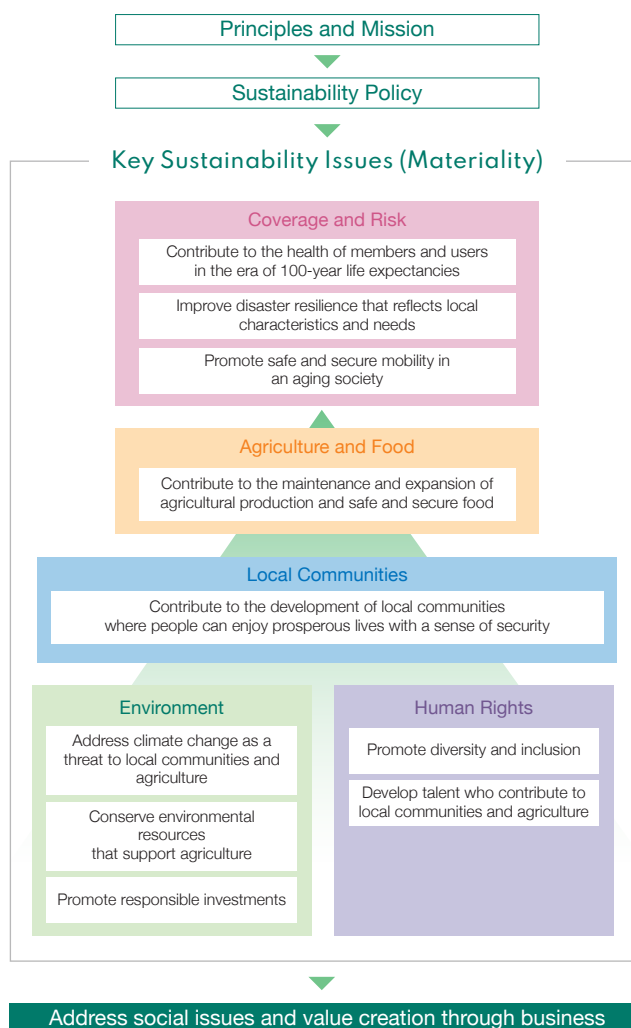 Principles and Mission
Sustainability Policy
Key Sustainability Issues (Materiality)
Coverage and Risk
Contribute to the health of members and users
in the era of 100-year life expectancies
Improve disaster resilience that reflects local
characteristics and needs
Promote safe and secure mobility in
an aging society
Agriculture and Food
Contribute to the maintenance and expansion of
agricultural production and safe and secure food
Local Communities
Contribute to the development of local communities
where people can enjoy prosperous lives with a sense of security
Environment
Address climate change as a
threat to local communities and
agriculture
Conserve environmental
resources
that support agriculture
Promote responsible investments
Human Rights
Promote diversity and inclusion
Develop talent who contribute to
local communities and agriculture
Address social issues and value creation through business